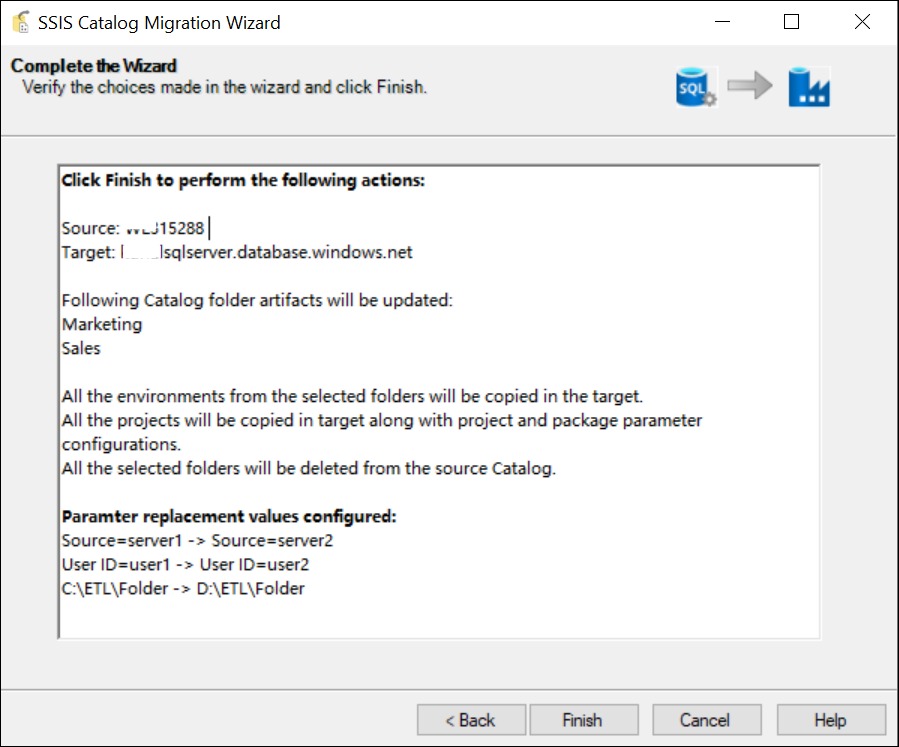 SSIS Catalog Migration Wizard
Complete the Wizard
Verify the choices made in the wizard and click Finish.
SQL
Click Finish to perform the following actions:
Source: 15288
Target: sqlserver.database.windows.net
Following Catalog folder artifacts will be updated:
Marketing
Sales
All the environments from the selected folders will be copied in the target.
All the projects will be copied in target along with project and package parameter
configurations.
All the selected folders will be deleted from the source Catalog.
Paramter replacement values configured:
Source=server1 -> Source=server2
User ID=user1 -> User ID=user2
C:\ETL\Folder -> D:\ETL\Folder
< Back
Finish
Cancel
Help